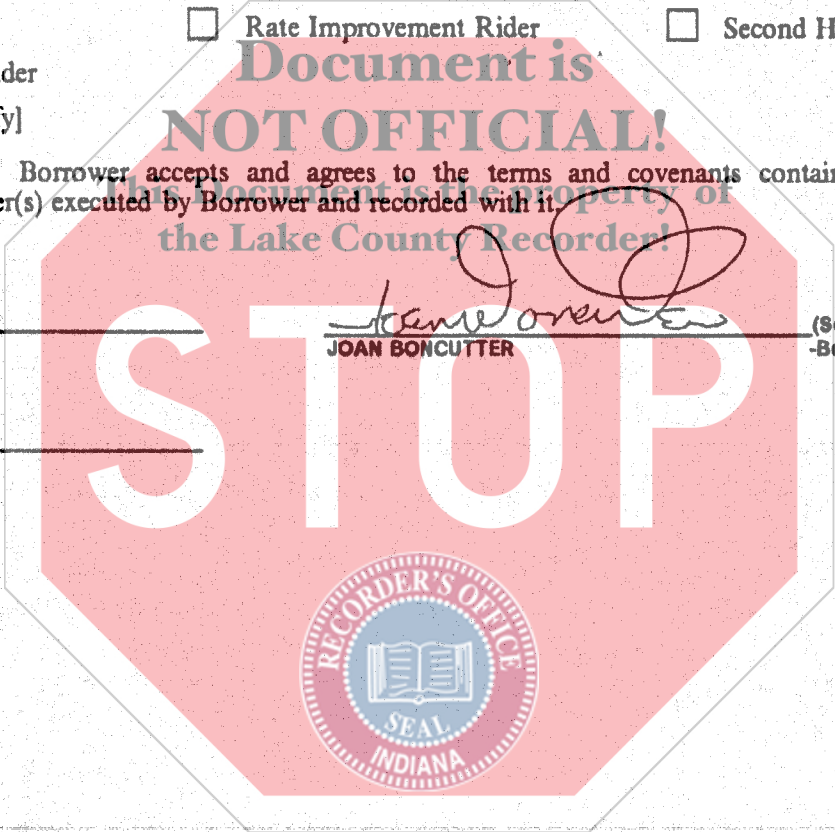 Rate Improvement Rider Second H
Document is
der
NOT OFFICIAL!
y]
Borrower accepts and agrees to the terms and covenants contain
This Document is the property of
er(s) executed by Borrower and recorded with it.
the Lake County Recorder!
(Se
JOAN BONCUTTER -Bo
STOP
RECORDER'S OFFICE
SEAL
INDIANA